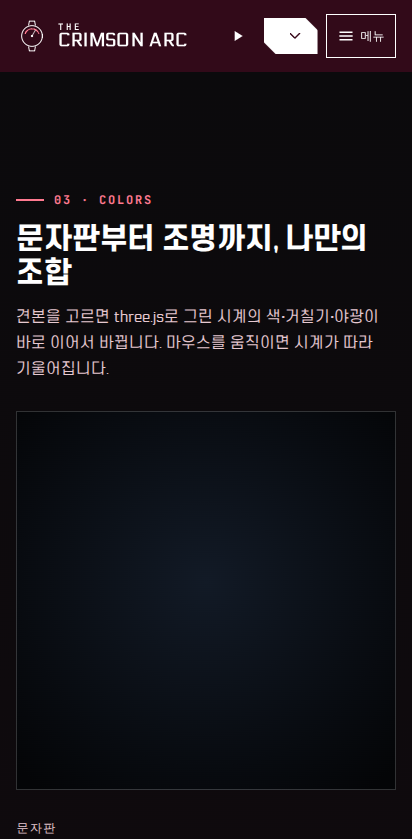 THE
CRIMSON ARC
메뉴
03 · COLORS
문자판부터 조명까지, 나만의
조합
견본을 고르면 three.js로 그린 시계의 색·거칠기·야광이
바로 이어서 바뀝니다. 마우스를 움직이면 시계가 따라
기울어집니다.
문자판